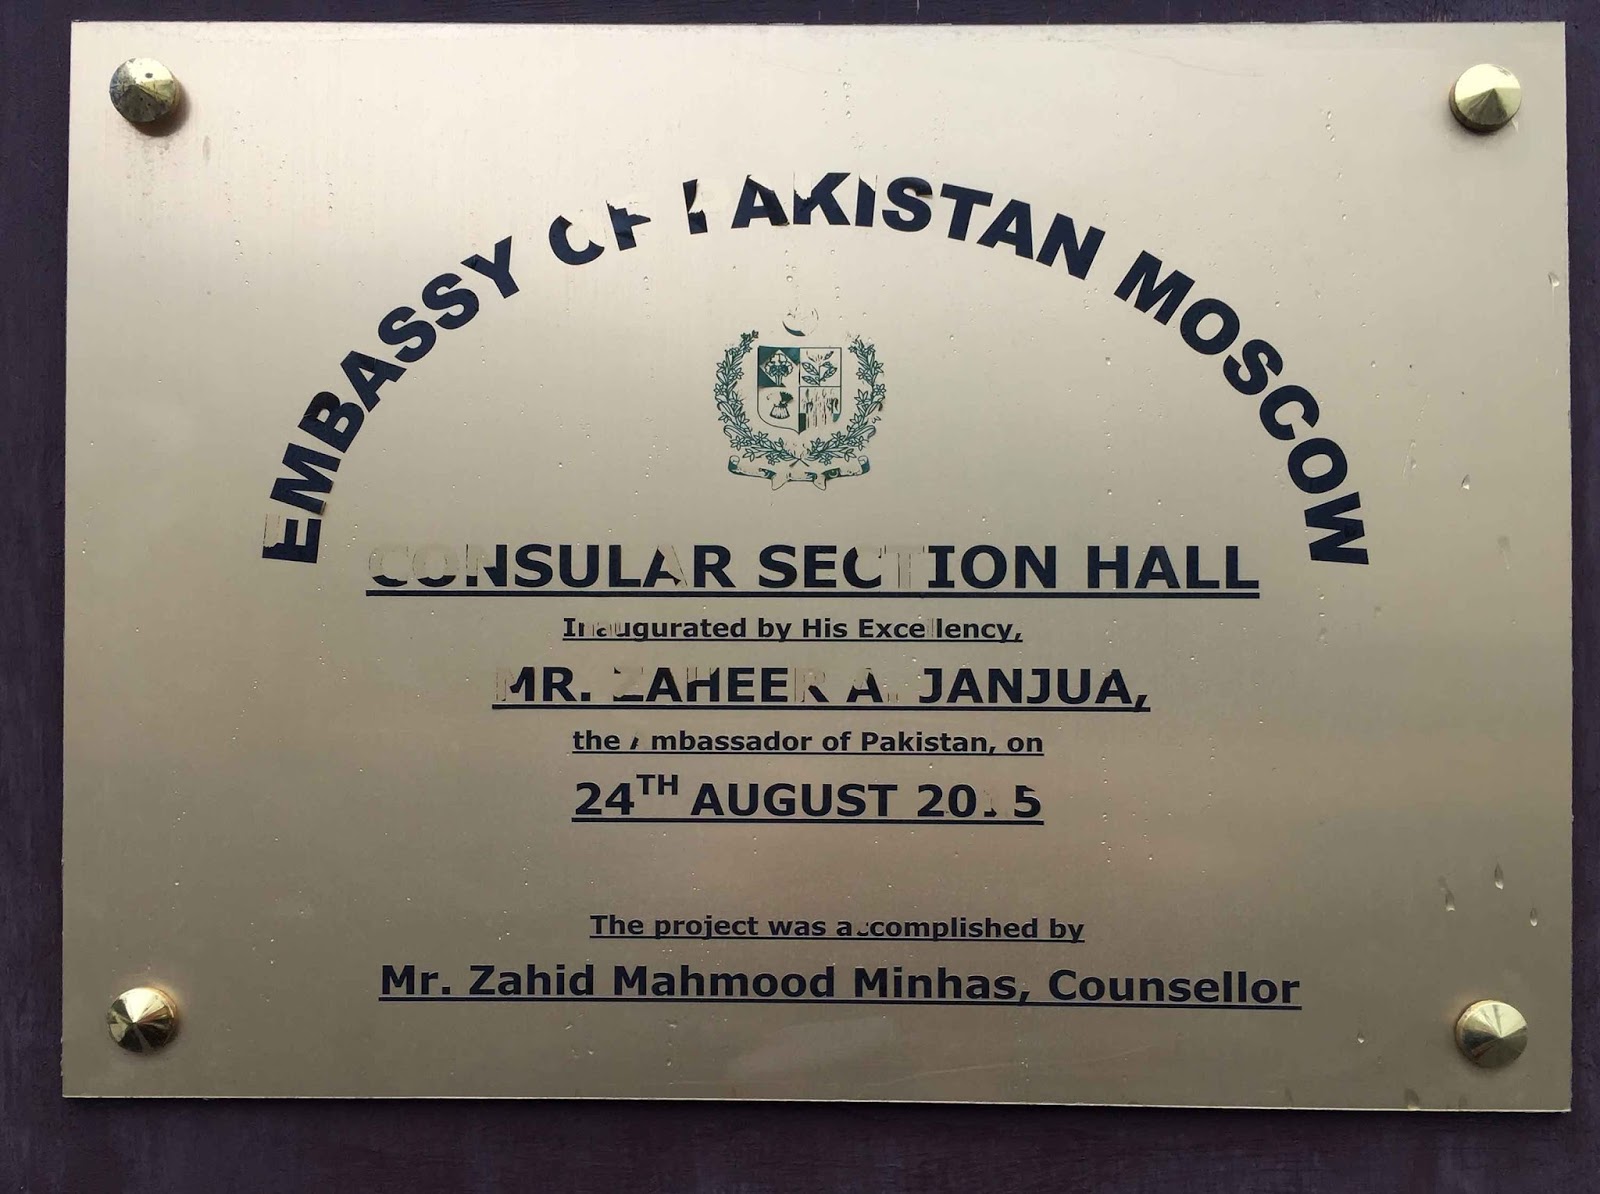 EMBASSY OF PAKISTAN MOSCOW
CONSULAR SECTION HALL
Inaugurated by His Excellency,
MR. ZAHEER A. JANJUA,
the Ambassador of Pakistan, on
24TH AUGUST 2015
The project was accomplished by
Mr. Zahid Mahmood Minhas, Counsellor